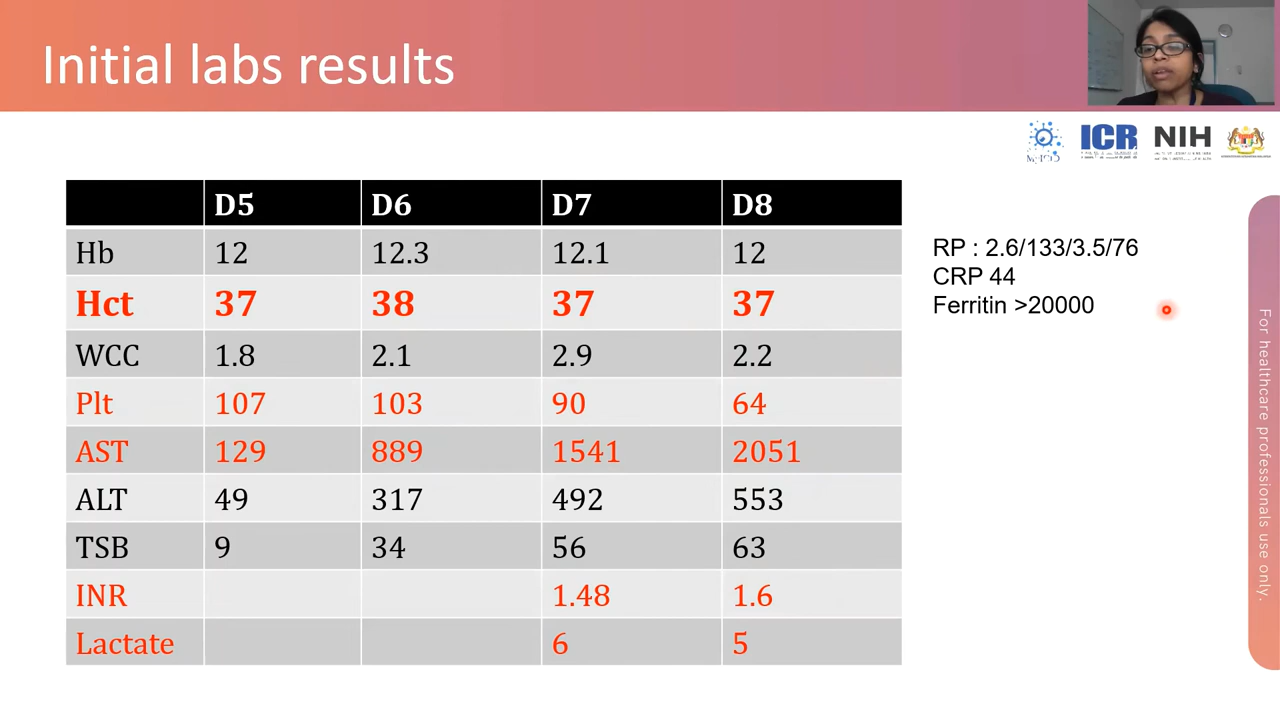 Initial labs results
ICR NIH
D5 D6 D7 D8
Hb 12 12.3 12.1 12
Hct 37 38 37 37
WCC 1.8 2.1 2.9 2.2
Plt 107 103 90 64
AST 129 889 1541 2051
ALT 49 317 492 553
TSB 9 34 56 63
INR 1.48 1.6
Lactate 6 5
RP : 2.6/133/3.5/76
CRP 44
Ferritin >20000
For healthcare professionals use only.